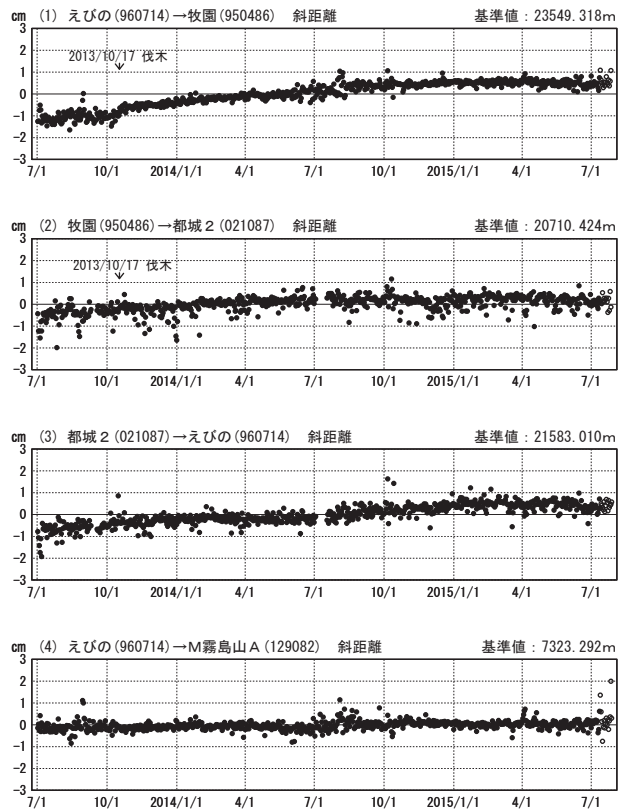 cm (1) えびの(960714)→牧園(950486) 斜距離 基準値：23549.318m
3
2
1
0
−1
−2
−3
2013/10/17 伐木
7/1 10/1 2014/1/1 4/1 7/1 10/1 2015/1/1 4/1 7/1
cm (2) 牧園(950486)→都城２(021087) 斜距離 基準値：20710.424m
3
2
1
0
−1
−2
−3
2013/10/17 伐木
7/1 10/1 2014/1/1 4/1 7/1 10/1 2015/1/1 4/1 7/1
cm (3) 都城２(021087)→えびの(960714) 斜距離 基準値：21583.010m
3
2
1
0
−1
−2
−3
7/1 10/1 2014/1/1 4/1 7/1 10/1 2015/1/1 4/1 7/1
cm (4) えびの(960714)→Ｍ霧島山Ａ(129082) 斜距離 基準値：7323.292m
3
2
1
0
−1
−2
−3
7/1 10/1 2014/1/1 4/1 7/1 10/1 2015/1/1 4/1 7/1